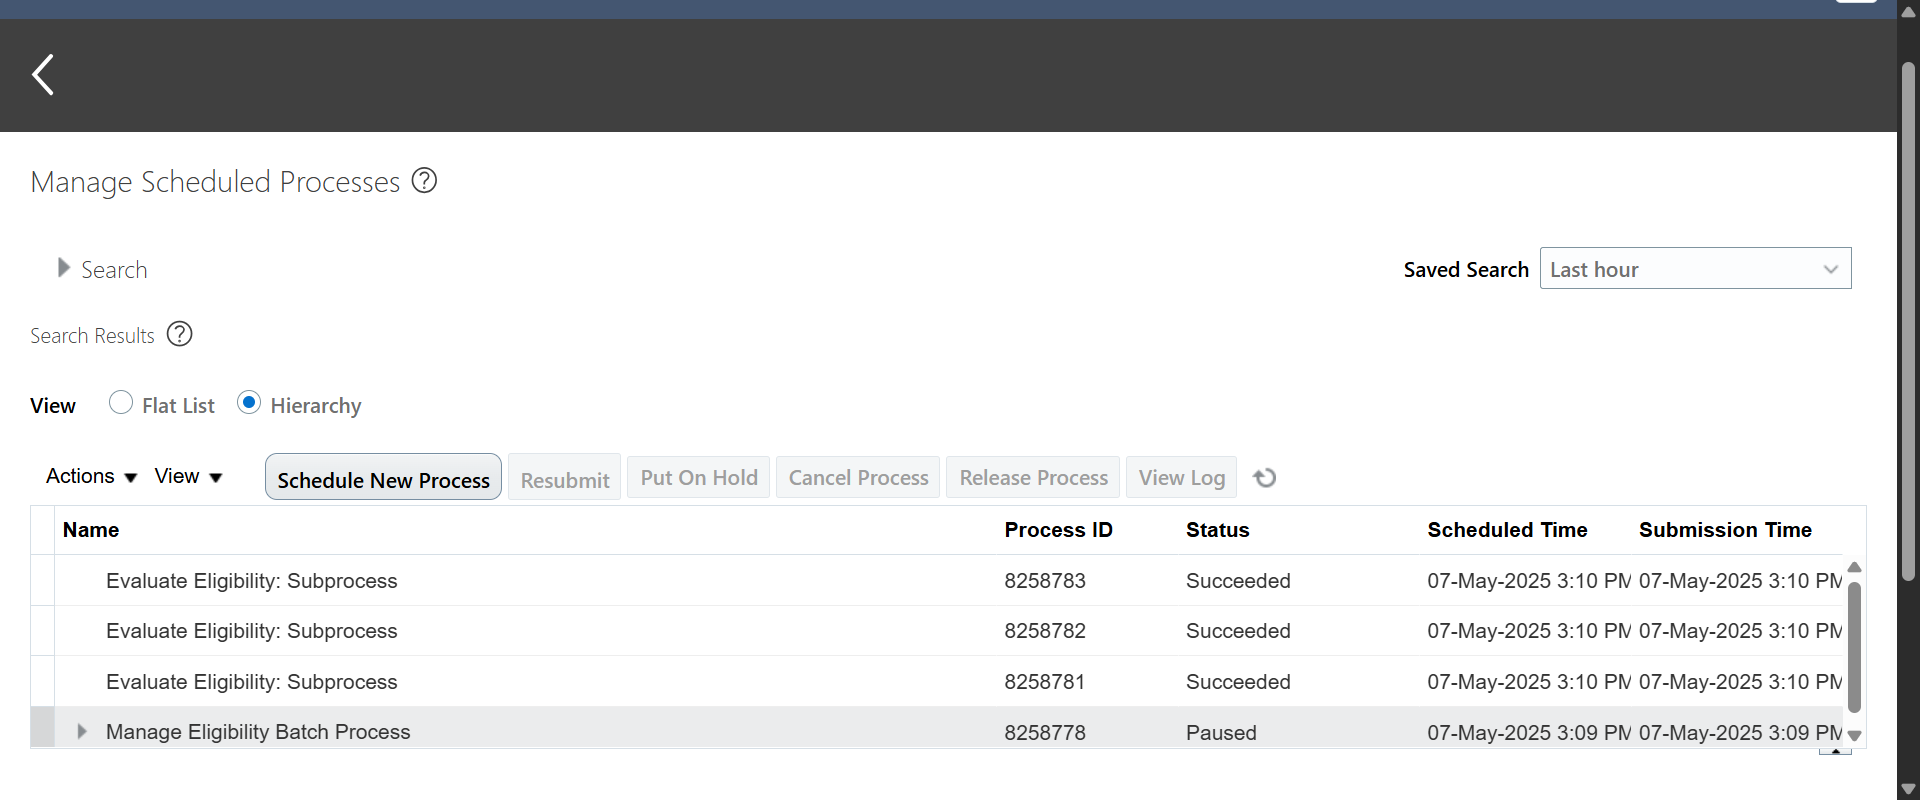 Manage Scheduled Processes ?
Search
Saved Search Last hour
Search Results ?
View Flat List Hierarchy
Actions View Schedule New Process Resubmit Put On Hold Cancel Process Release Process View Log
Name Process ID Status Scheduled Time Submission Time
Evaluate Eligibility: Subprocess 8258783 Succeeded 07-May-2025 3:10 PM 07-May-2025 3:10 PM
Evaluate Eligibility: Subprocess 8258782 Succeeded 07-May-2025 3:10 PM 07-May-2025 3:10 PM
Evaluate Eligibility: Subprocess 8258781 Succeeded 07-May-2025 3:10 PM 07-May-2025 3:10 PM
Manage Eligibility Batch Process 8258778 Paused 07-May-2025 3:09 PM 07-May-2025 3:09 PM